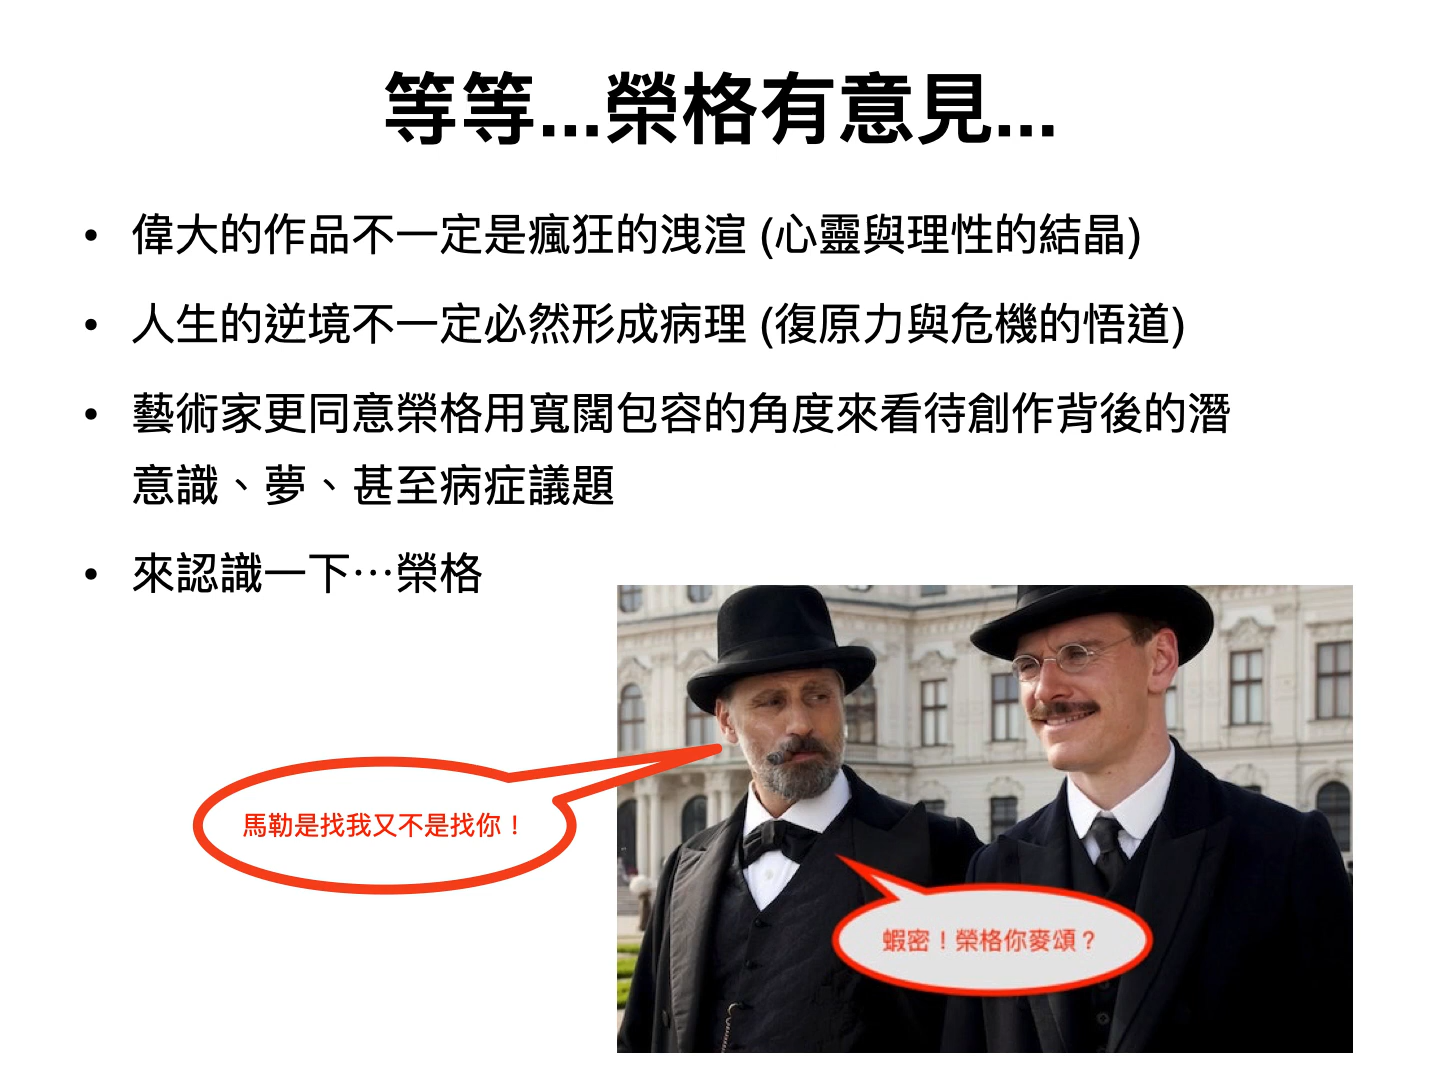 等等...榮格有意見...
• 偉大的作品不一定是瘋狂的洩渲 (心靈與理性的結晶)
• 人生的逆境不一定必然形成病理 (復原力與危機的悟道)
• 藝術家更同意榮格用寬闊包容的角度來看待創作背後的潛
意識、夢、甚至病症議題
• 來認識一下⋯榮格
馬勒是找我又不是找你！
蝦密！榮格你麥頌？